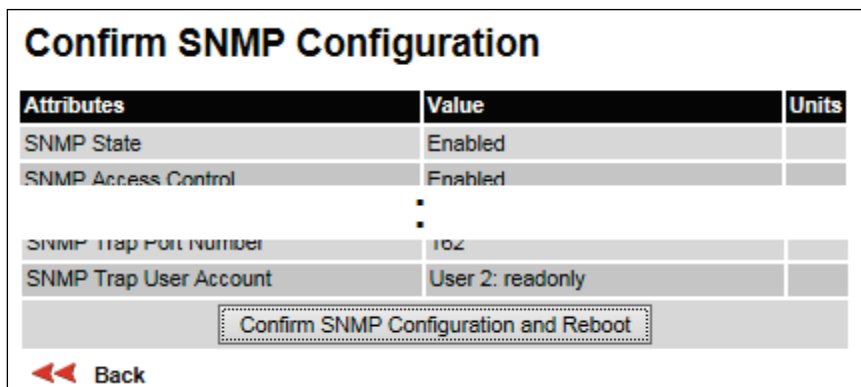 Confirm SNMP Configuration
Attributes Value Units
SNMP State Enabled
SNMP Access Control Enabled
:
SNMP Trap Port Number 162
SNMP Trap User Account User 2: readonly
Confirm SNMP Configuration and Reboot
Back